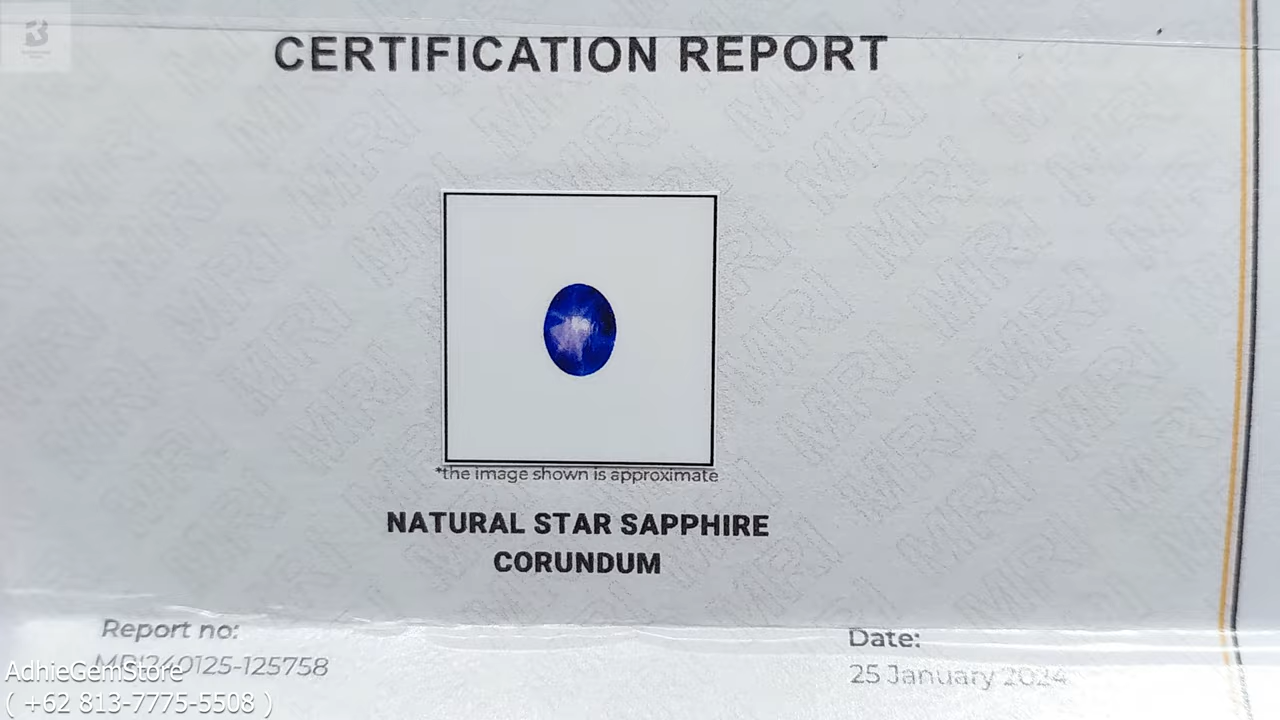 CERTIFICATION REPORT
*the image shown is approximate
NATURAL STAR SAPPHIRE
CORUNDUM
Report no:
MRI240125-125758
Date:
25 January 2024
AdhieGemStore
( +62 813-7775-5508 )